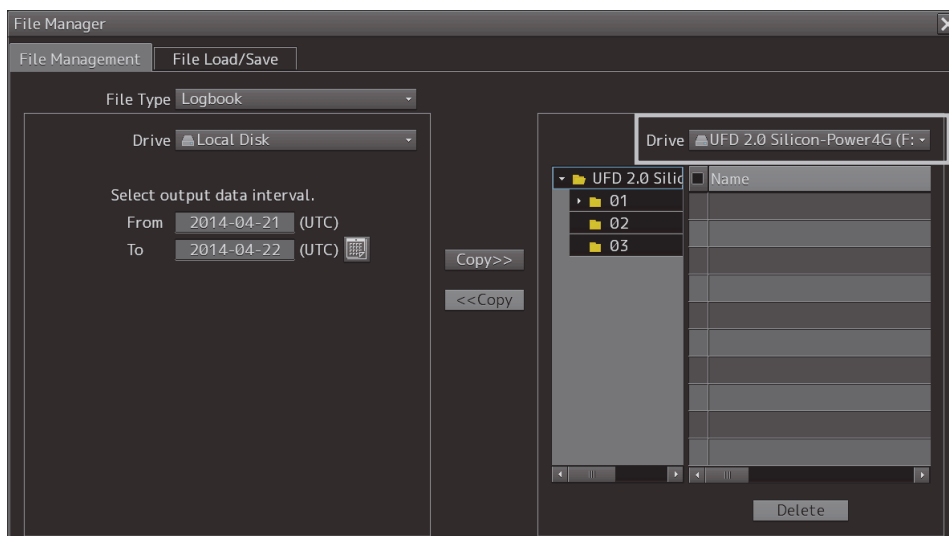 File Manager
File Management File Load/Save
File Type Logbook
Drive Local Disk
Select output data interval.
From 2014-04-21 (UTC)
To 2014-04-22 (UTC)
Copy>>
<<Copy
Drive UFD 2.0 Silicon-Power4G (F:
UFD 2.0 Silic
01
02
03
Name
Delete